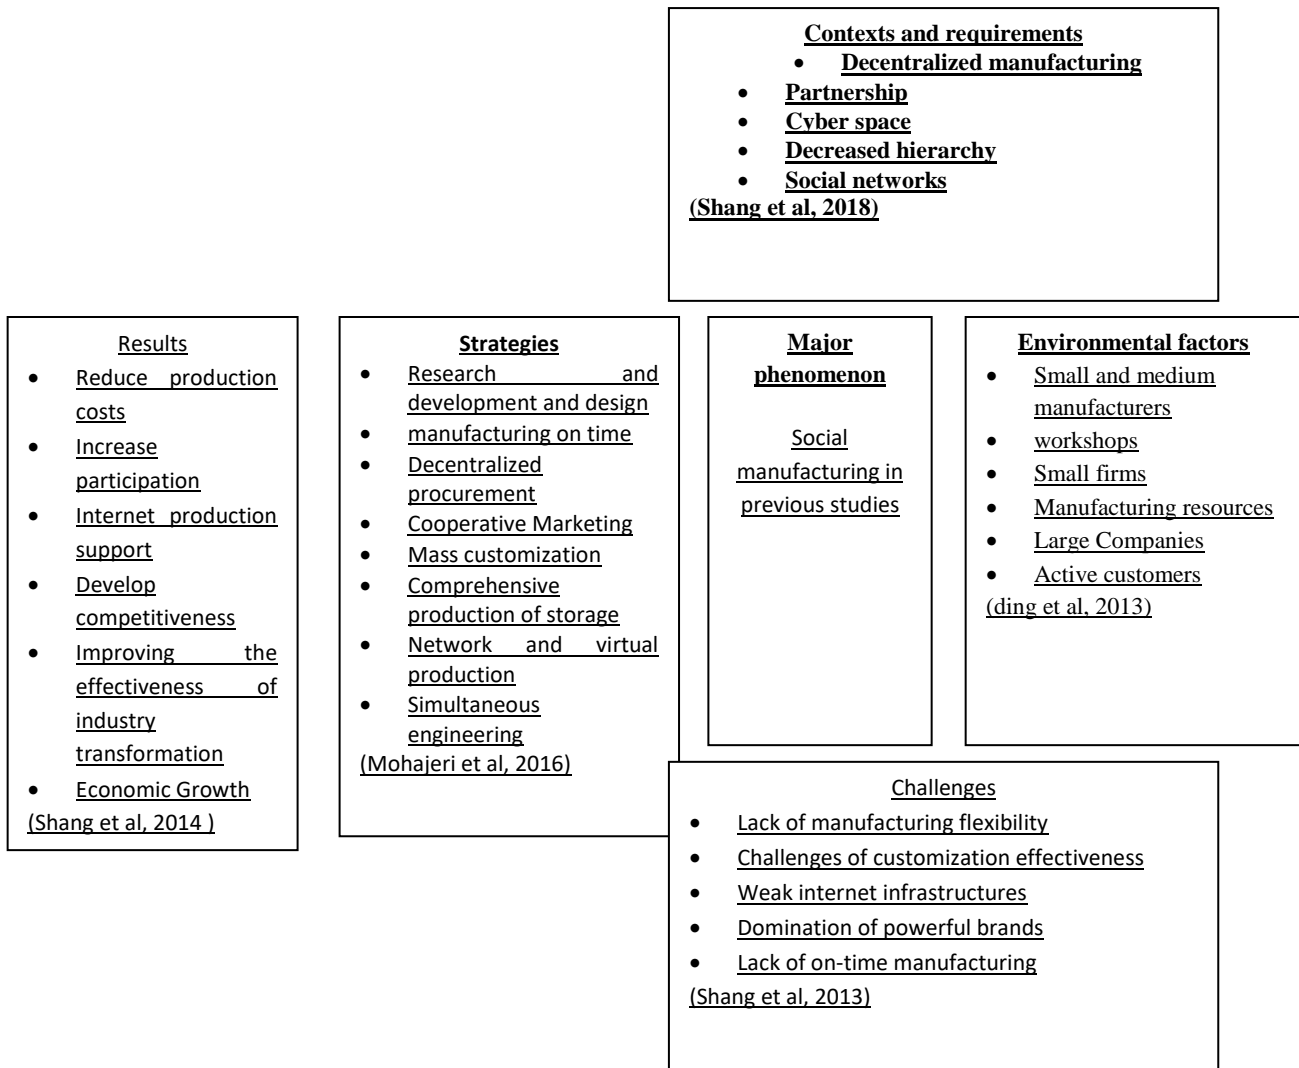 Contexts and requirements
• Decentralized manufacturing
• Partnership
• Cyber space
• Decreased hierarchy
• Social networks
(Shang et al, 2018)
Results
• Reduce production
costs
• Increase
participation
• Internet production
support
• Develop
competitiveness
• Improving the
effectiveness of
industry
transformation
• Economic Growth
(Shang et al, 2014 )
Strategies
• Research and
development and design
• manufacturing on time
• Decentralized
procurement
• Cooperative Marketing
• Mass customization
• Comprehensive
production of storage
• Network and virtual
production
• Simultaneous
engineering
(Mohajeri et al, 2016)
Major
phenomenon
Social
manufacturing in
previous studies
Environmental factors
• Small and medium
manufacturers
• workshops
• Small firms
• Manufacturing resources
• Large Companies
• Active customers
(ding et al, 2013)
Challenges
• Lack of manufacturing flexibility
• Challenges of customization effectiveness
• Weak internet infrastructures
• Domination of powerful brands
• Lack of on-time manufacturing
(Shang et al, 2013)